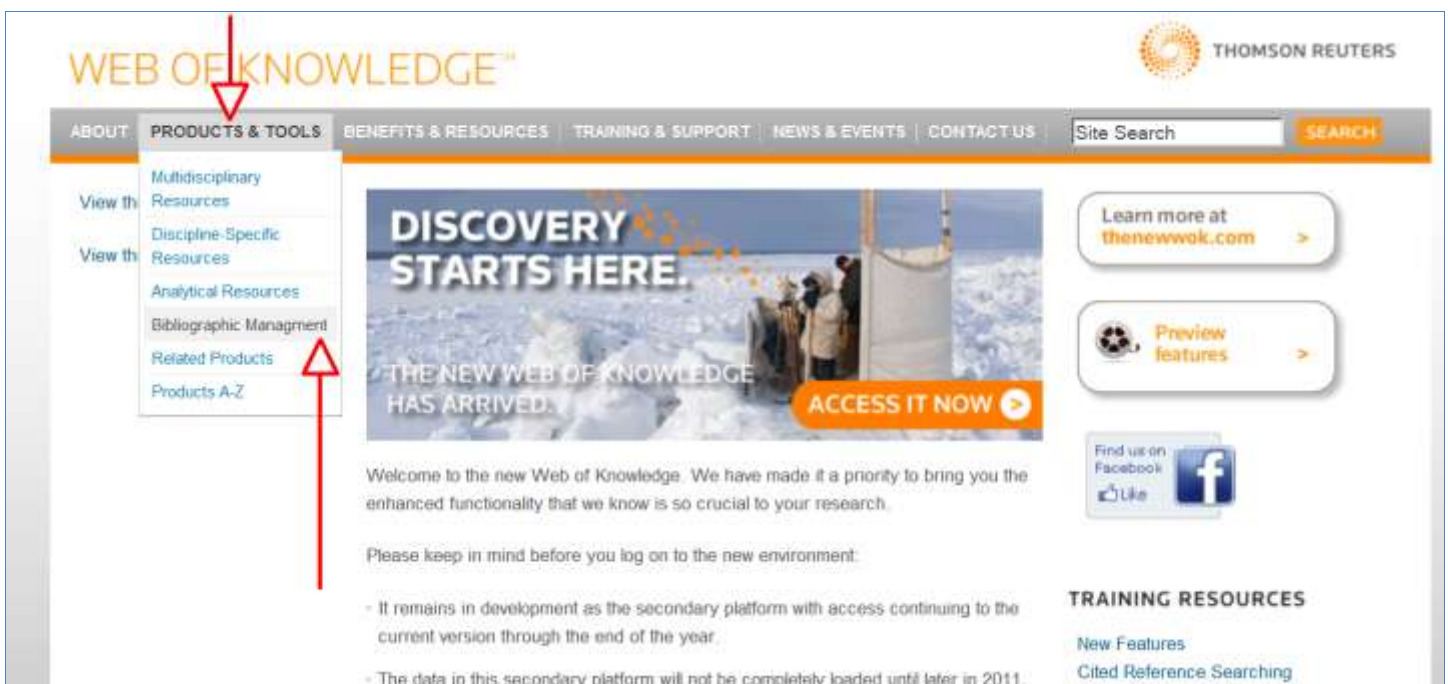 WEB OF KNOWLEDGE℠
THOMSON REUTERS
ABOUT PRODUCTS & TOOLS BENEFITS & RESOURCES TRAINING & SUPPORT NEWS & EVENTS CONTACT US Site Search SEARCH
Multidisciplinary
Resources
Discipline-Specific
Resources
Analytical Resources
Bibliographic Managment
Related Products
Products A-Z
View th
View th
DISCOVERY
STARTS HERE.
THE NEW WEB OF KNOWLEDGE
HAS ARRIVED.
ACCESS IT NOW >
Welcome to the new Web of Knowledge. We have made it a priority to bring you the
enhanced functionality that we know is so crucial to your research.
Please keep in mind before you log on to the new environment:
- It remains in development as the secondary platform with access continuing to the
current version through the end of the year.
- The data in this secondary platform will not be completely loaded until later in 2011.
Learn more at
thenewwok.com >
Preview
features >
Find us on
Facebook
Like
f
TRAINING RESOURCES
New Features
Cited Reference Searching